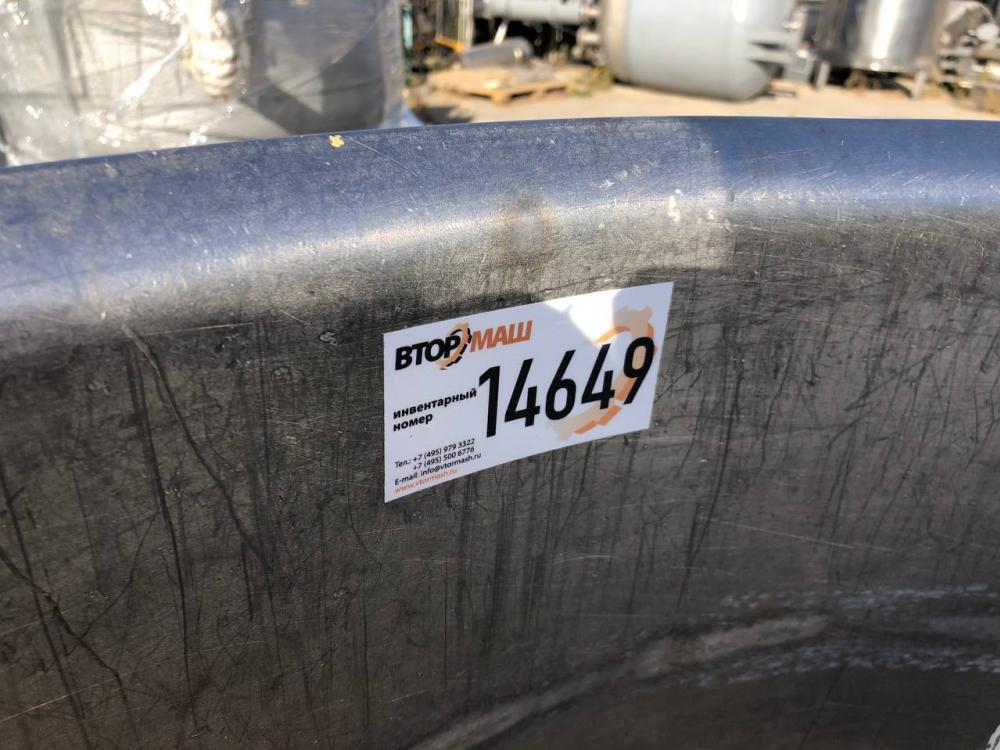 ВТОРМАШ
инвентарный
номер
14649
Тел.: +7 (495) 979 3322
+7 (495) 500 6776
E-mail: info@vtormash.ru
www.vtormash.ru